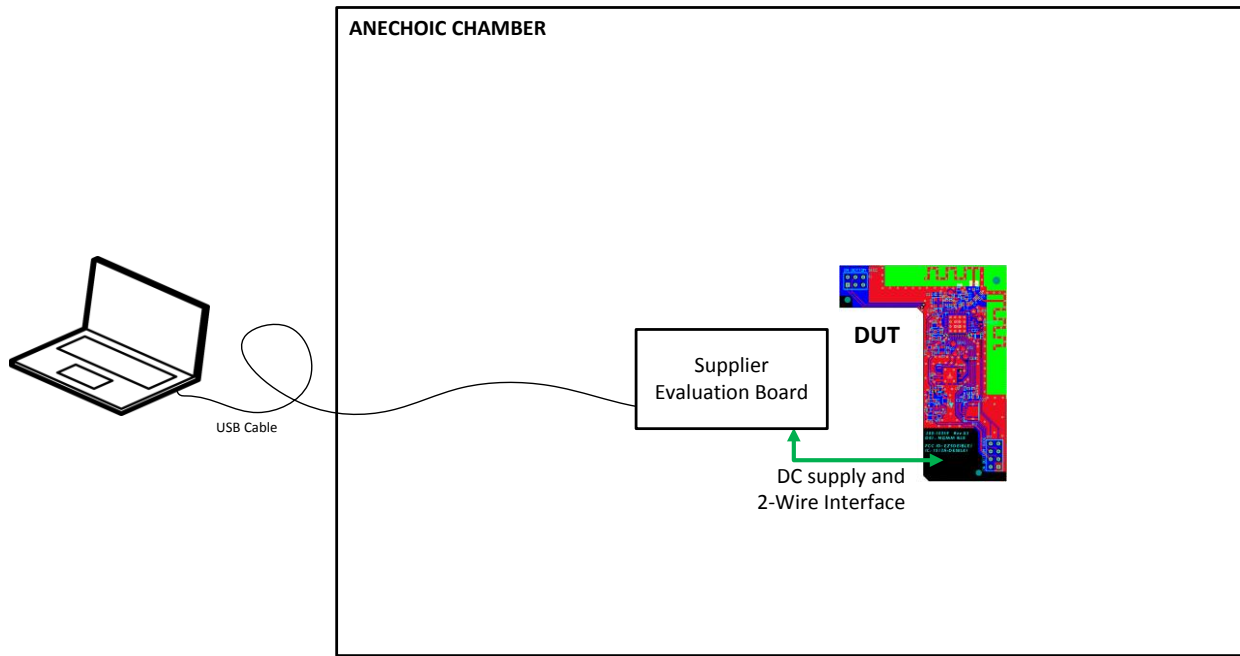 ANECHOIC CHAMBER
Supplier
Evaluation Board
DUT
USB Cable
DC supply and
2-Wire Interface